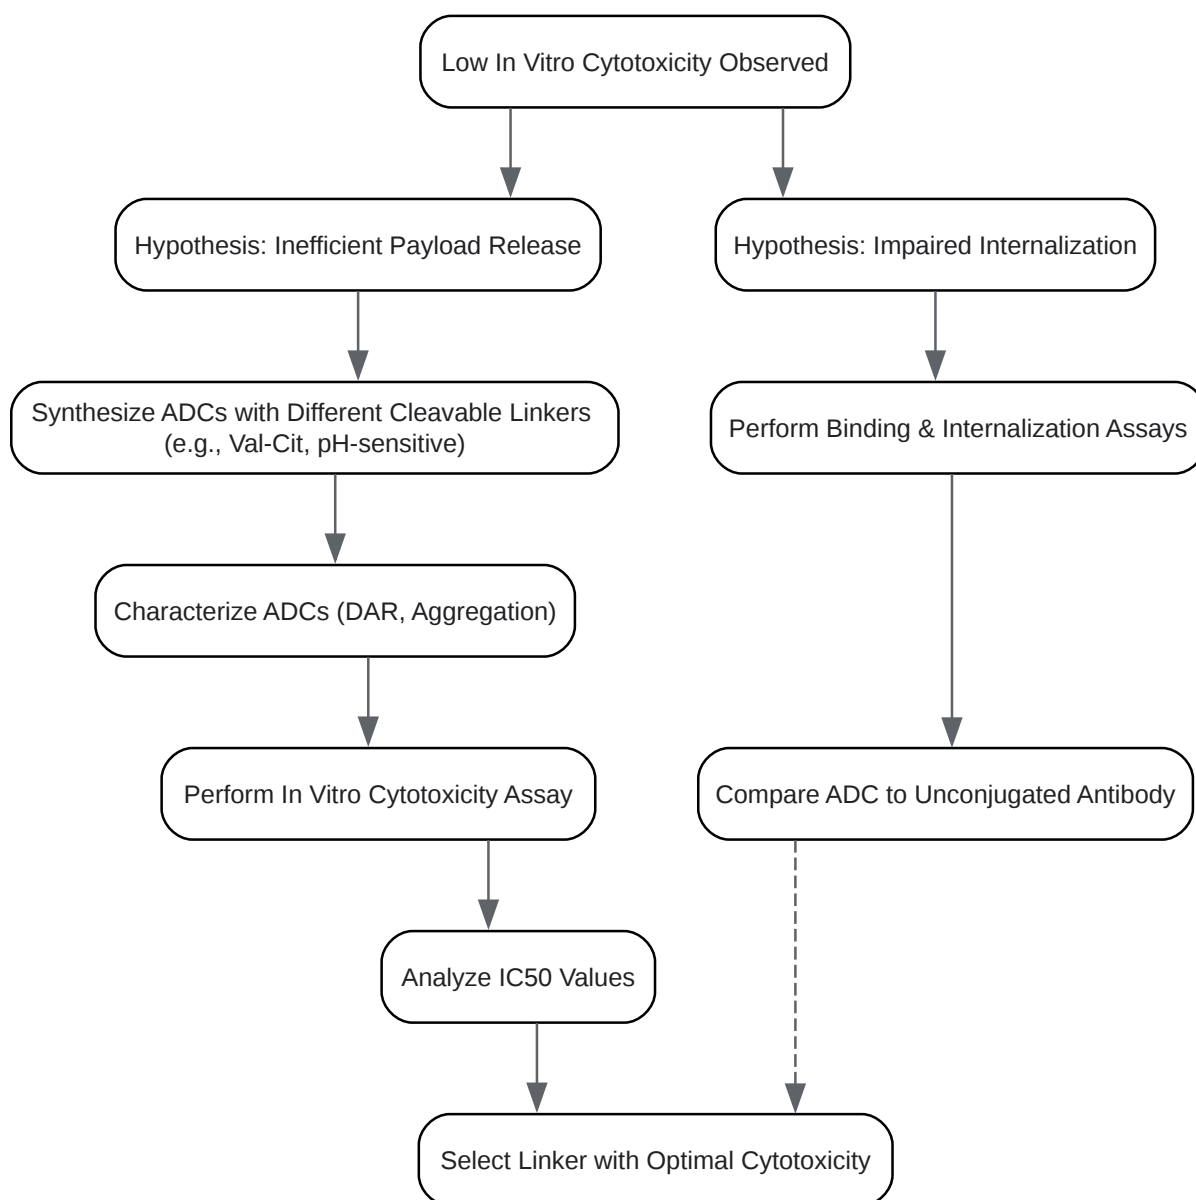 Low In Vitro Cytotoxicity Observed
Hypothesis: Inefficient Payload Release
Hypothesis: Impaired Internalization
Synthesize ADCs with Different Cleavable Linkers
(e.g., Val-Cit, pH-sensitive)
Perform Binding & Internalization Assays
Characterize ADCs (DAR, Aggregation)
Perform In Vitro Cytotoxicity Assay
Compare ADC to Unconjugated Antibody
Analyze IC50 Values
Select Linker with Optimal Cytotoxicity